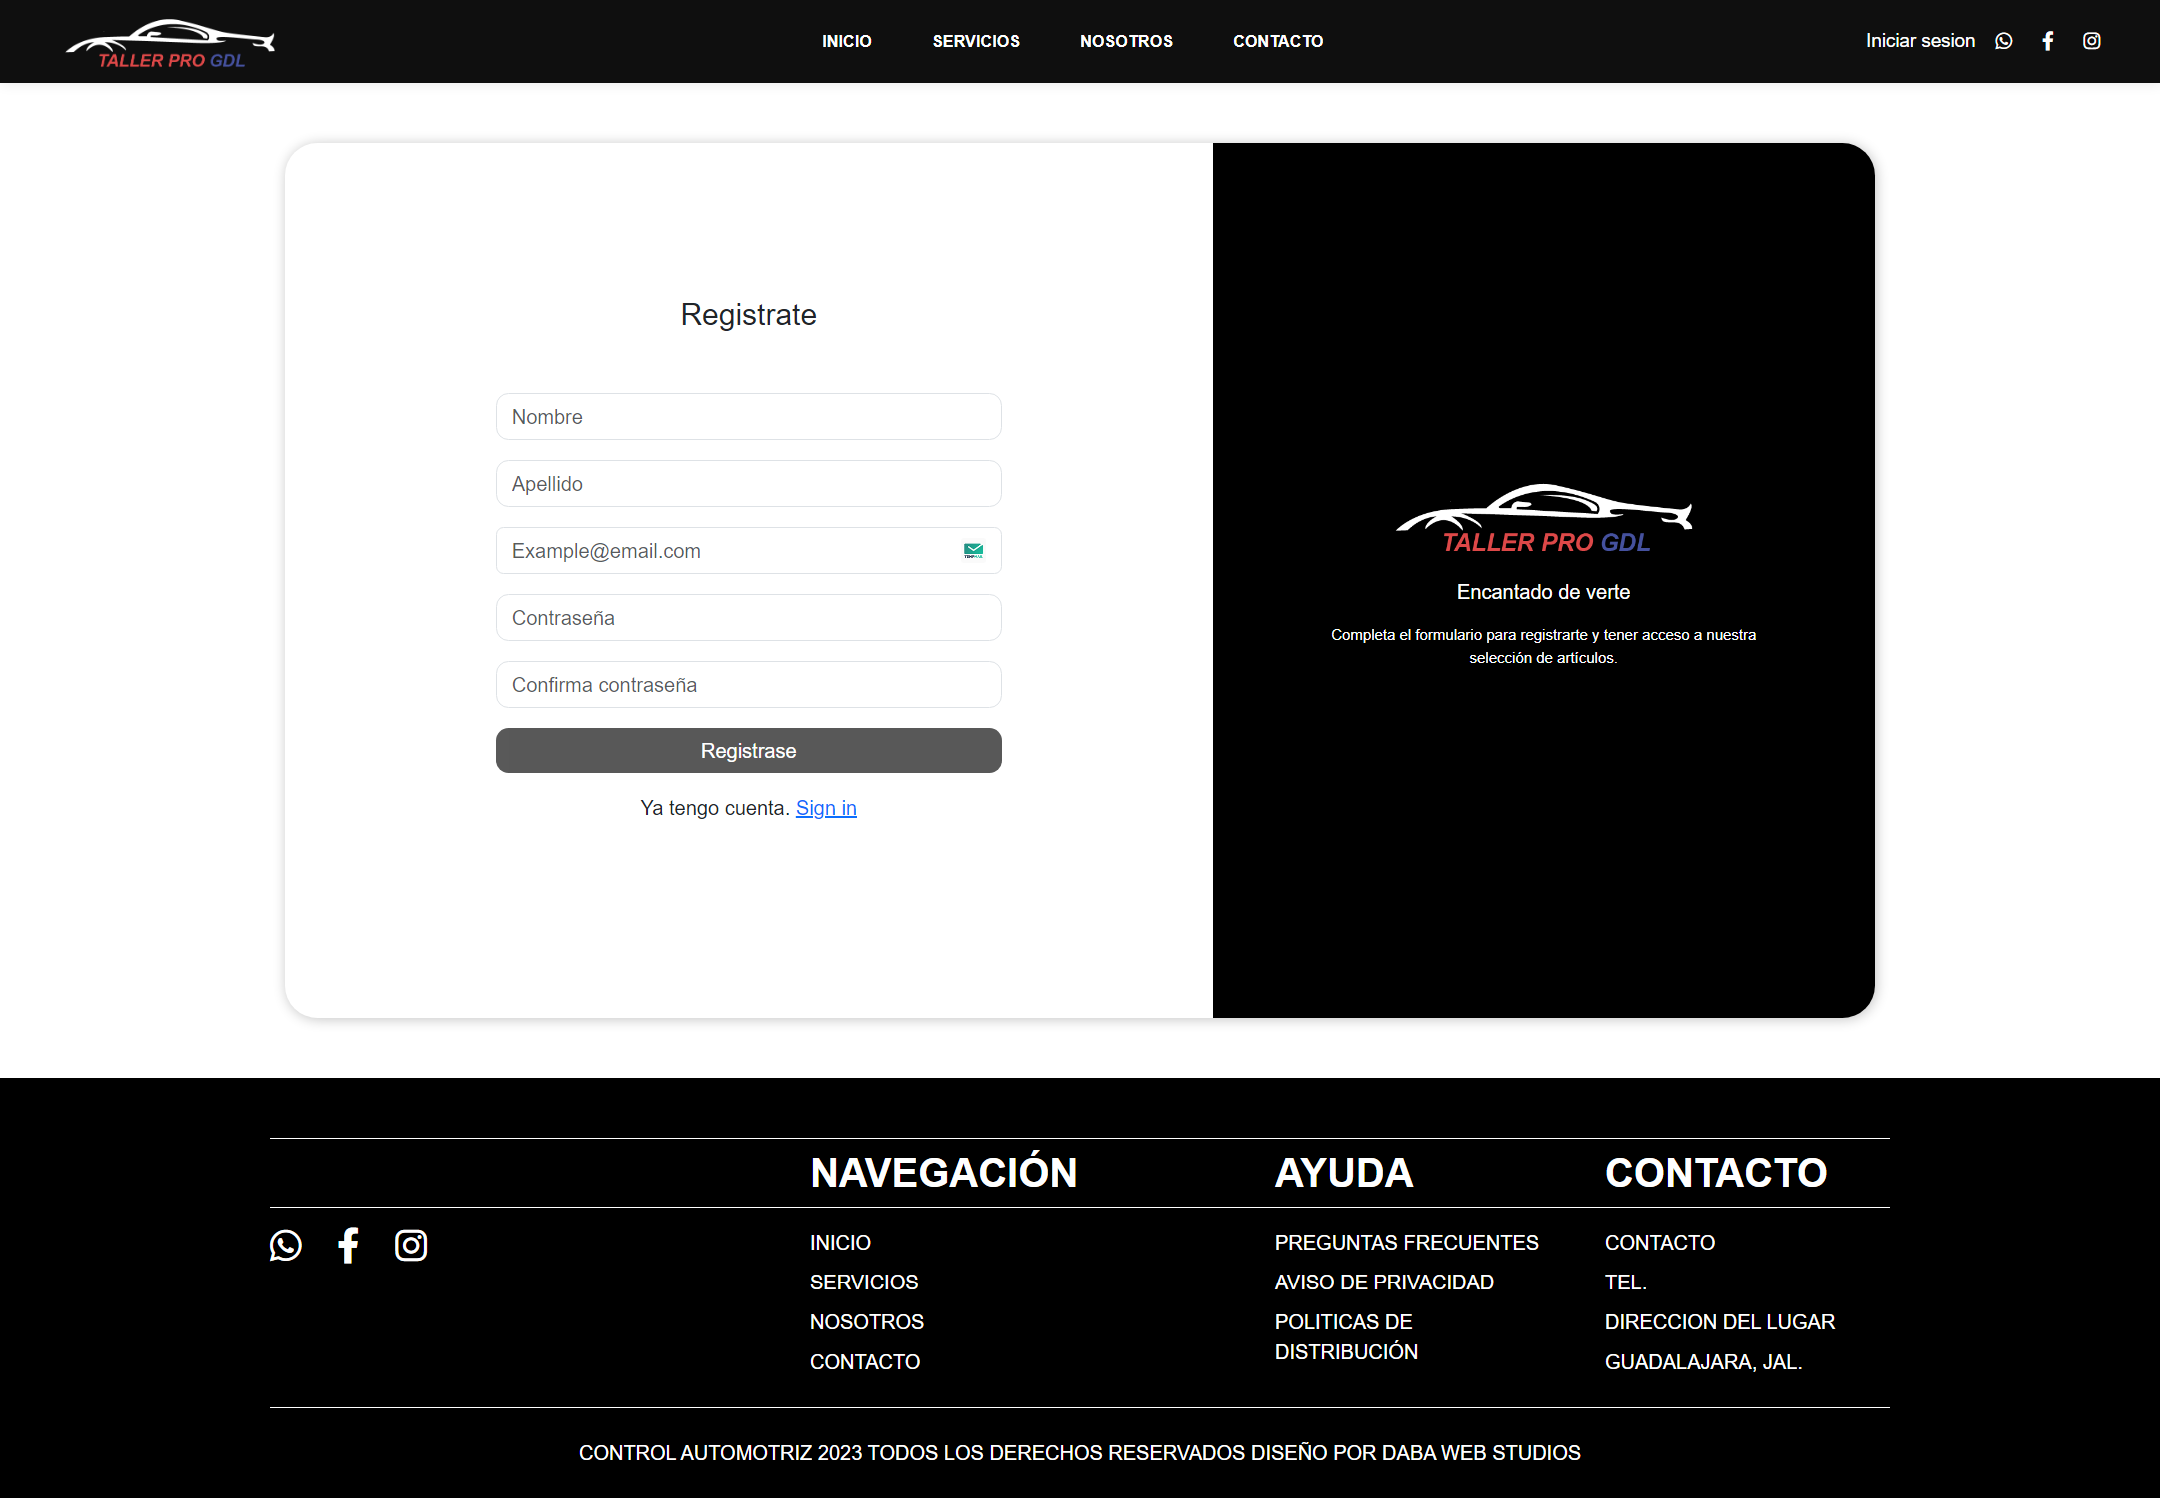 TALLER PRO GDL
INICIO SERVICIOS NOSOTROS CONTACTO
Iniciar sesion
Registrate
Nombre
Apellido
Example@email.com
Contraseña
Confirma contraseña
Registrase
Ya tengo cuenta. Sign in
TALLER PRO GDL
Encantado de verte
Completa el formulario para registrarte y tener acceso a nuestra
selección de artículos.
NAVEGACIÓN
INICIO
SERVICIOS
NOSOTROS
CONTACTO
AYUDA
PREGUNTAS FRECUENTES
AVISO DE PRIVACIDAD
POLITICAS DE
DISTRIBUCIÓN
CONTACTO
CONTACTO
TEL.
DIRECCION DEL LUGAR
GUADALAJARA, JAL.
CONTROL AUTOMOTRIZ 2023 TODOS LOS DERECHOS RESERVADOS DISEÑO POR DABA WEB STUDIOS